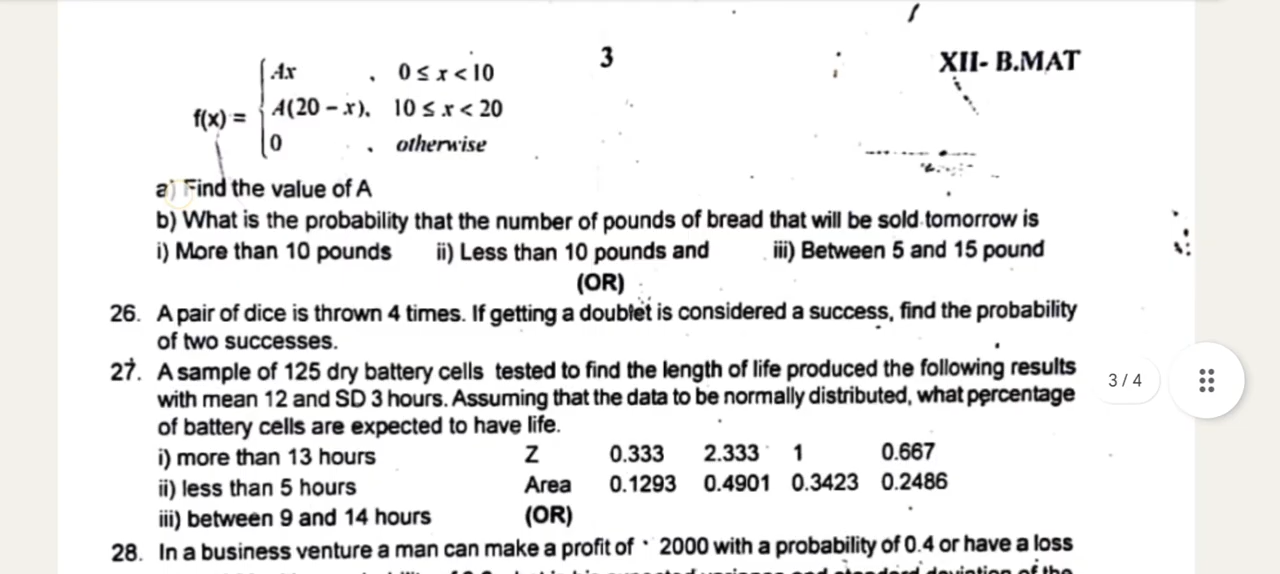 3
XII- B.MAT
f(x) = { Ax , 0 ≤ x < 10
A(20 – x), 10 ≤ x < 20
0 , otherwise
a) Find the value of A
b) What is the probability that the number of pounds of bread that will be sold tomorrow is
i) More than 10 pounds ii) Less than 10 pounds and iii) Between 5 and 15 pound
(OR)
26. A pair of dice is thrown 4 times. If getting a doublet is considered a success, find the probability
of two successes.
27. A sample of 125 dry battery cells tested to find the length of life produced the following results
with mean 12 and SD 3 hours. Assuming that the data to be normally distributed, what percentage
of battery cells are expected to have life.
i) more than 13 hours Z 0.333 2.333 1 0.667
ii) less than 5 hours Area 0.1293 0.4901 0.3423 0.2486
iii) between 9 and 14 hours (OR)
3 / 4
28. In a business venture a man can make a profit of 2000 with a probability of 0.4 or have a loss